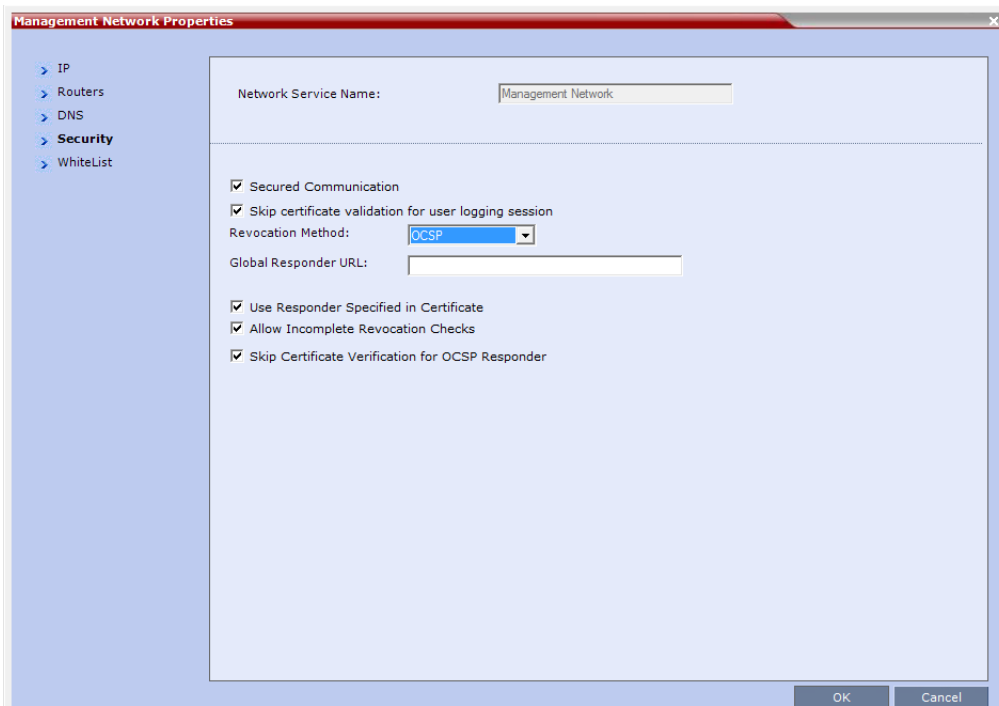 Management Network Properties
IP
Routers
DNS
Security
WhiteList
Network Service Name: Management Network
Secured Communication
Skip certificate validation for user logging session
Revocation Method: OCSP
Global Responder URL:
Use Responder Specified in Certificate
Allow Incomplete Revocation Checks
Skip Certificate Verification for OCSP Responder
OK Cancel